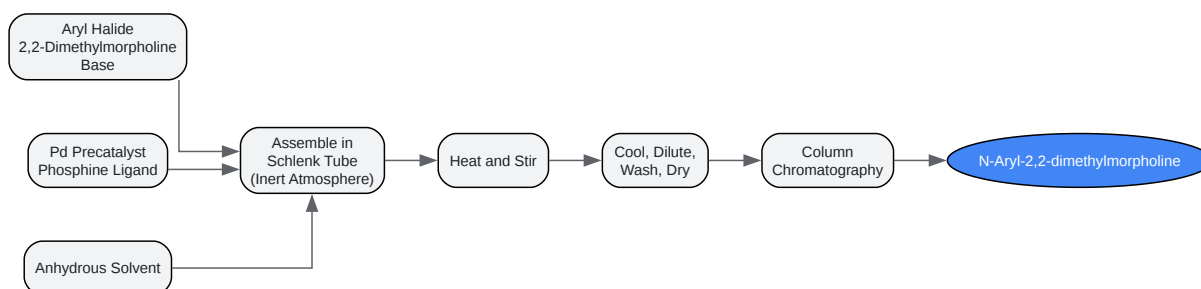 Aryl Halide
2,2-Dimethylmorpholine
Base
Pd Precatalyst
Phosphine Ligand
Anhydrous Solvent
Assemble in
Schlenk Tube
(Inert Atmosphere)
Heat and Stir
Cool, Dilute,
Wash, Dry
Column
Chromatography
N-Aryl-2,2-dimethylmorpholine